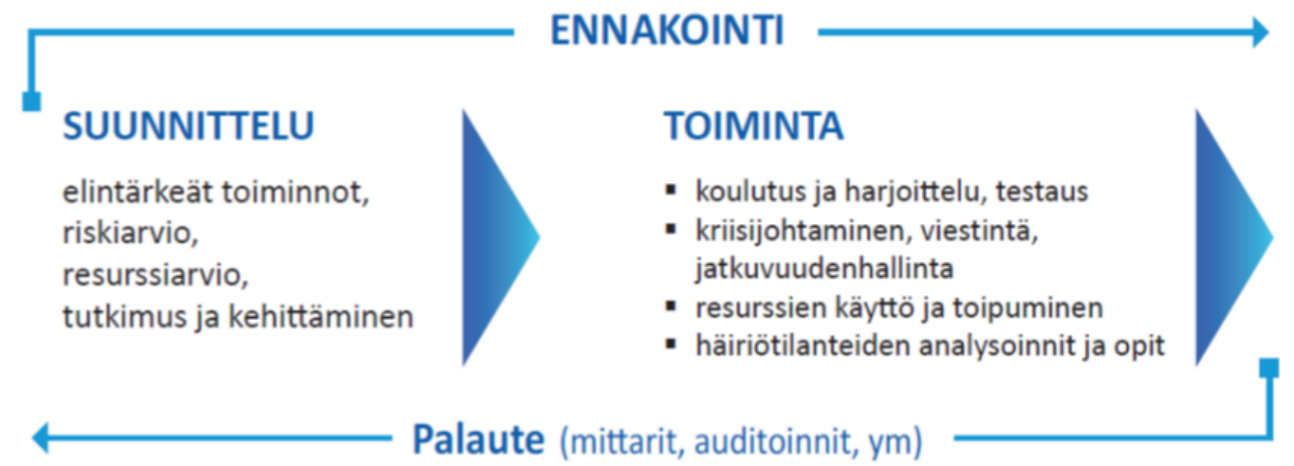 ENNAKOINTI
SUUNNITTELU
elintärkeät toiminnot,
riskiarvio,
resurssiarvio,
tutkimus ja kehittäminen
TOIMINTA
▪ koulutus ja harjoittelu, testaus
▪ kriisijohtaminen, viestintä,
jatkuvuudenhallinta
▪ resurssien käyttö ja toipuminen
▪ häiriötilanteiden analysoinnit ja opit
Palaute (mittarit, auditoinnit, ym)